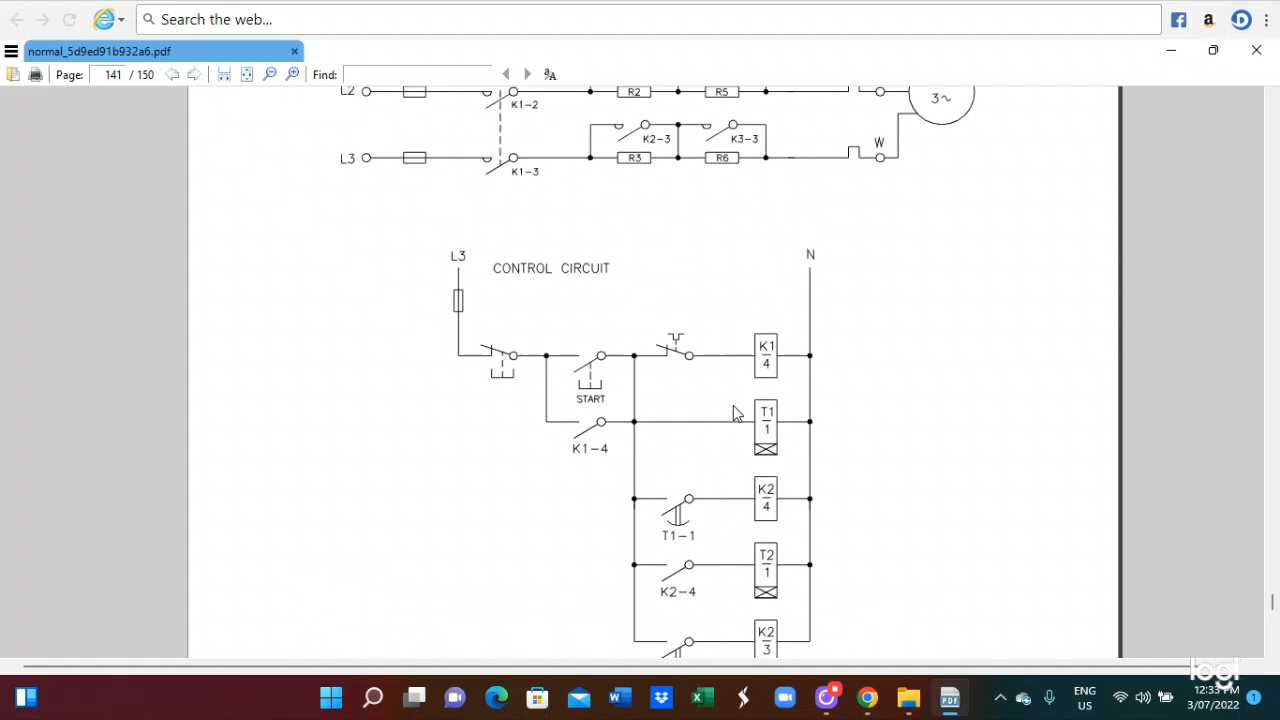 Search the web...
normal_5d9ed91b932a6.pdf
Page: 141 / 150 Find:
L2 K1-2 R2 R5 3~
K2-3 K3-3 W
L3 K1-3 R3 R6
L3 CONTROL CIRCUIT N
K1
4
START
T1
1
K1-4
K2
4
T1-1
T2
1
K2-4
K2
3
logi
ENG
US
12:33 PM
3/07/2022